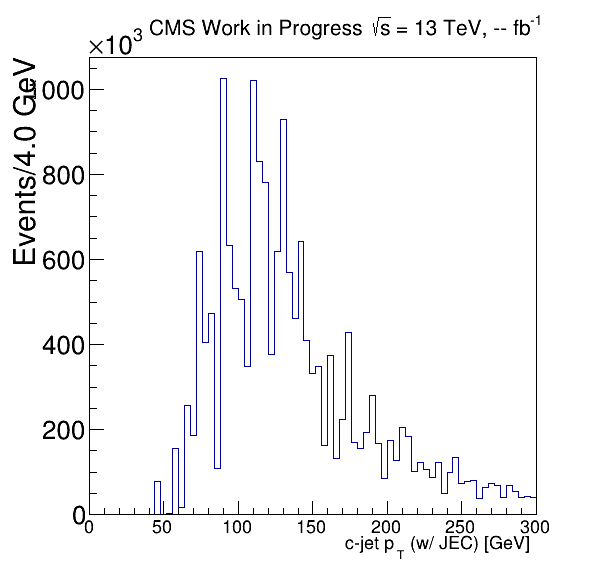 ×10³ CMS Work in Progress √s = 13 TeV, -- fb⁻¹
Events/4.0 GeV
1000
800
600
400
200
0
0 50 100 150 200 250 300
c-jet p_T (w/ JEC) [GeV]